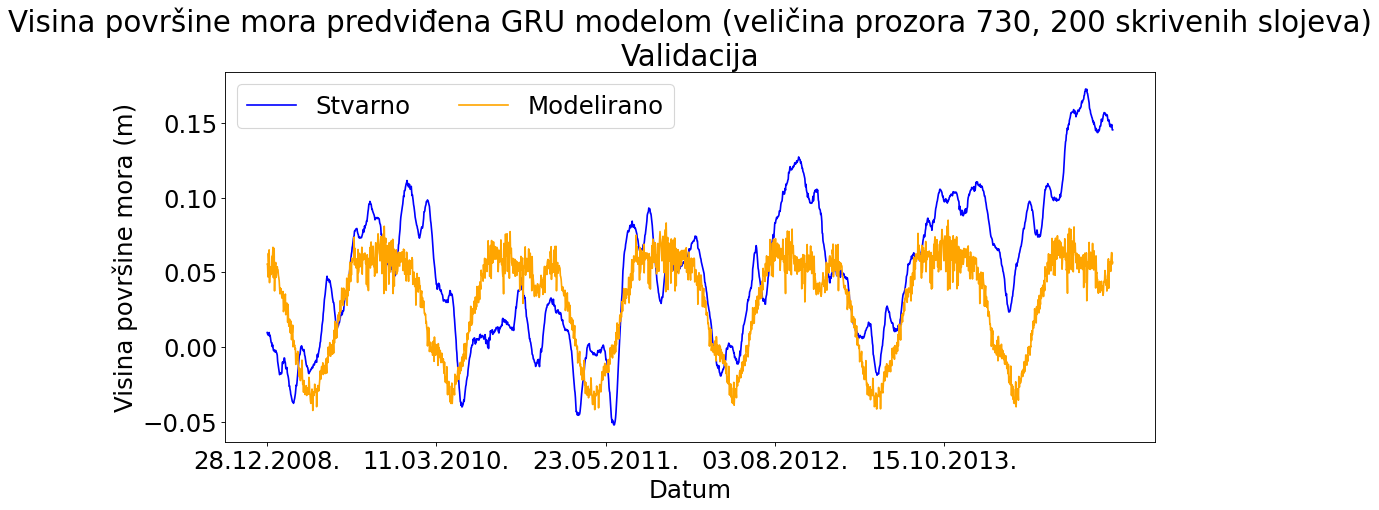 Visina površine mora predviđena GRU modelom (veličina prozora 730, 200 skrivenih slojeva)
Validacija
Stvarno
Modelirano
Visina površine mora (m)
0.15
0.10
0.05
0.00
−0.05
28.12.2008.
11.03.2010.
23.05.2011.
03.08.2012.
15.10.2013.
Datum